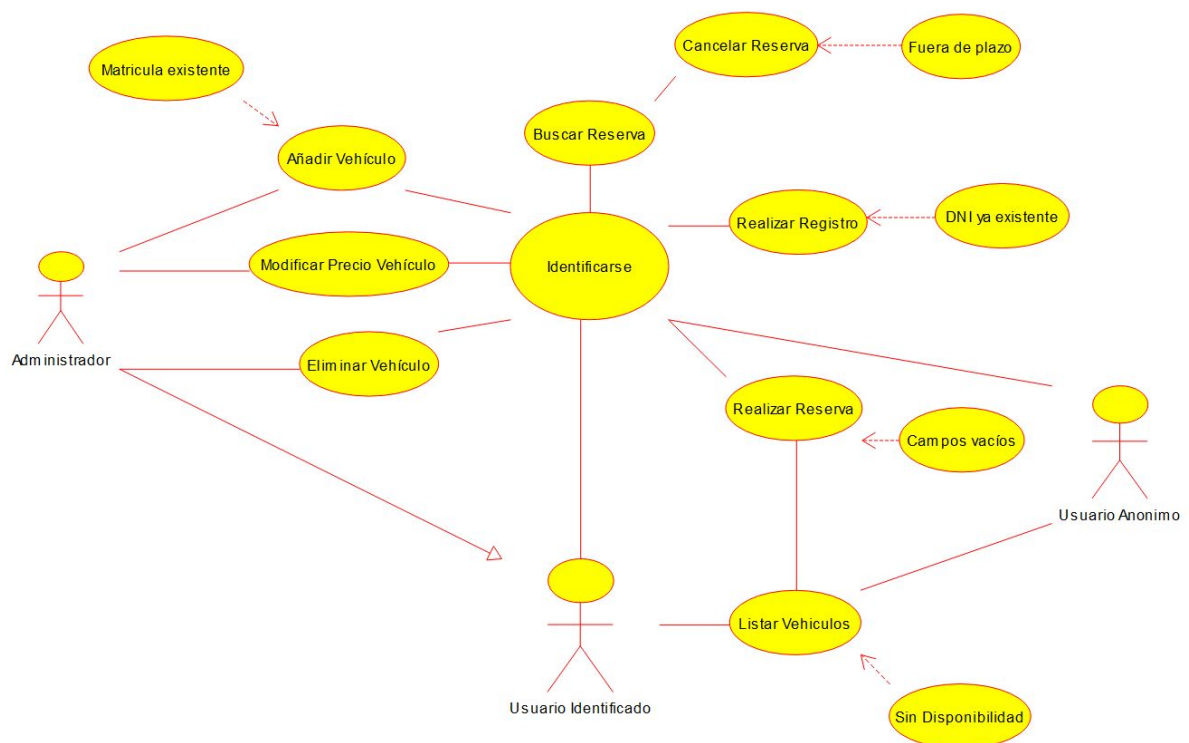 Cancelar Reserva
Fuera de plazo
Matricula existente
Buscar Reserva
Añadir Vehículo
Realizar Registro
DNI ya existente
Modificar Precio Vehículo
Identificarse
Administrador
Eliminar Vehículo
Realizar Reserva
Campos vacíos
Usuario Anonimo
Listar Vehiculos
Usuario Identificado
Sin Disponibilidad